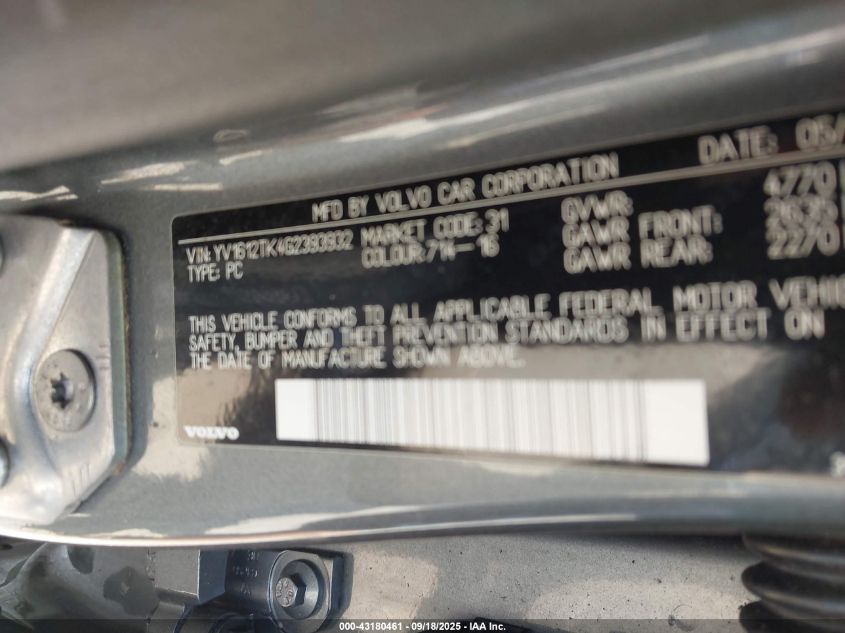 MFD BY VOLVO CAR CORPORATION DATE: 05/
VIN: YV1612TK4G2393932 MARKET CODE: 31 GVWR: 4770
TYPE: PC COLOUR: 714-16 GAWR FRONT: 2635
GAWR REAR: 2270
THIS VEHICLE CONFORMS TO ALL APPLICABLE FEDERAL MOTOR VEHIC
SAFETY, BUMPER AND THEFT PREVENTION STANDARDS IN EFFECT ON
THE DATE OF MANUFACTURE SHOWN ABOVE.
VOLVO
000-43180461 - 09/18/2025 - IAA Inc.